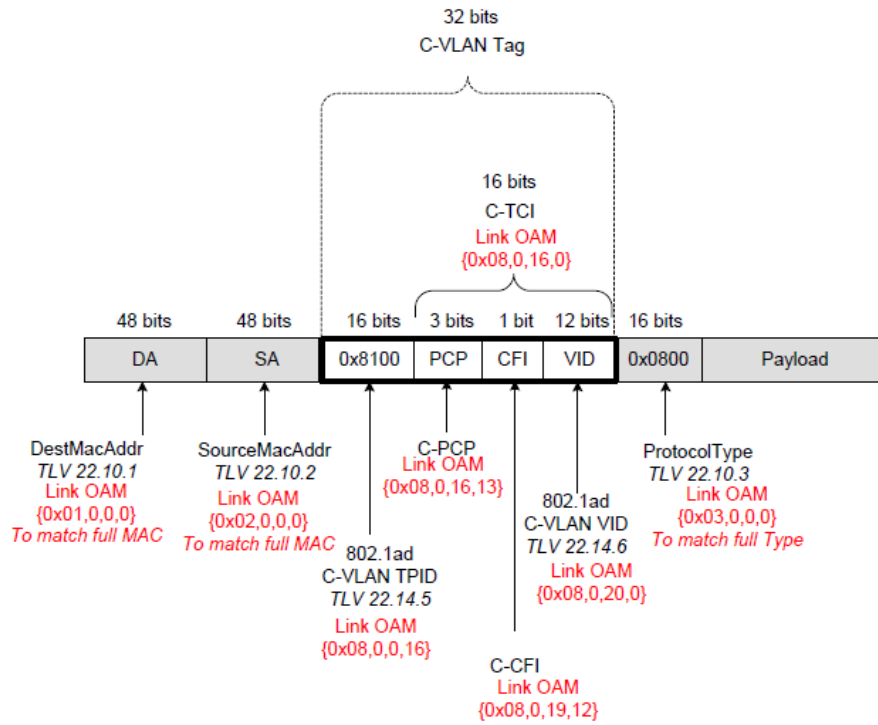 32 bits
C-VLAN Tag
16 bits
C-TCI
Link OAM
{0x08,0,16,0}
48 bits 48 bits 16 bits 3 bits 1 bit 12 bits 16 bits
DA SA 0x8100 PCP CFI VID 0x0800 Payload
DestMacAddr
TLV 22.10.1
Link OAM
{0x01,0,0,0}
To match full MAC
SourceMacAddr
TLV 22.10.2
Link OAM
{0x02,0,0,0}
To match full MAC
802.1ad
C-VLAN TPID
TLV 22.14.5
Link OAM
{0x08,0,0,16}
C-PCP
Link OAM
{0x08,0,16,13}
C-CFI
Link OAM
{0x08,0,19,12}
802.1ad
C-VLAN VID
TLV 22.14.6
Link OAM
{0x08,0,20,0}
ProtocolType
TLV 22.10.3
Link OAM
{0x03,0,0,0}
To match full Type